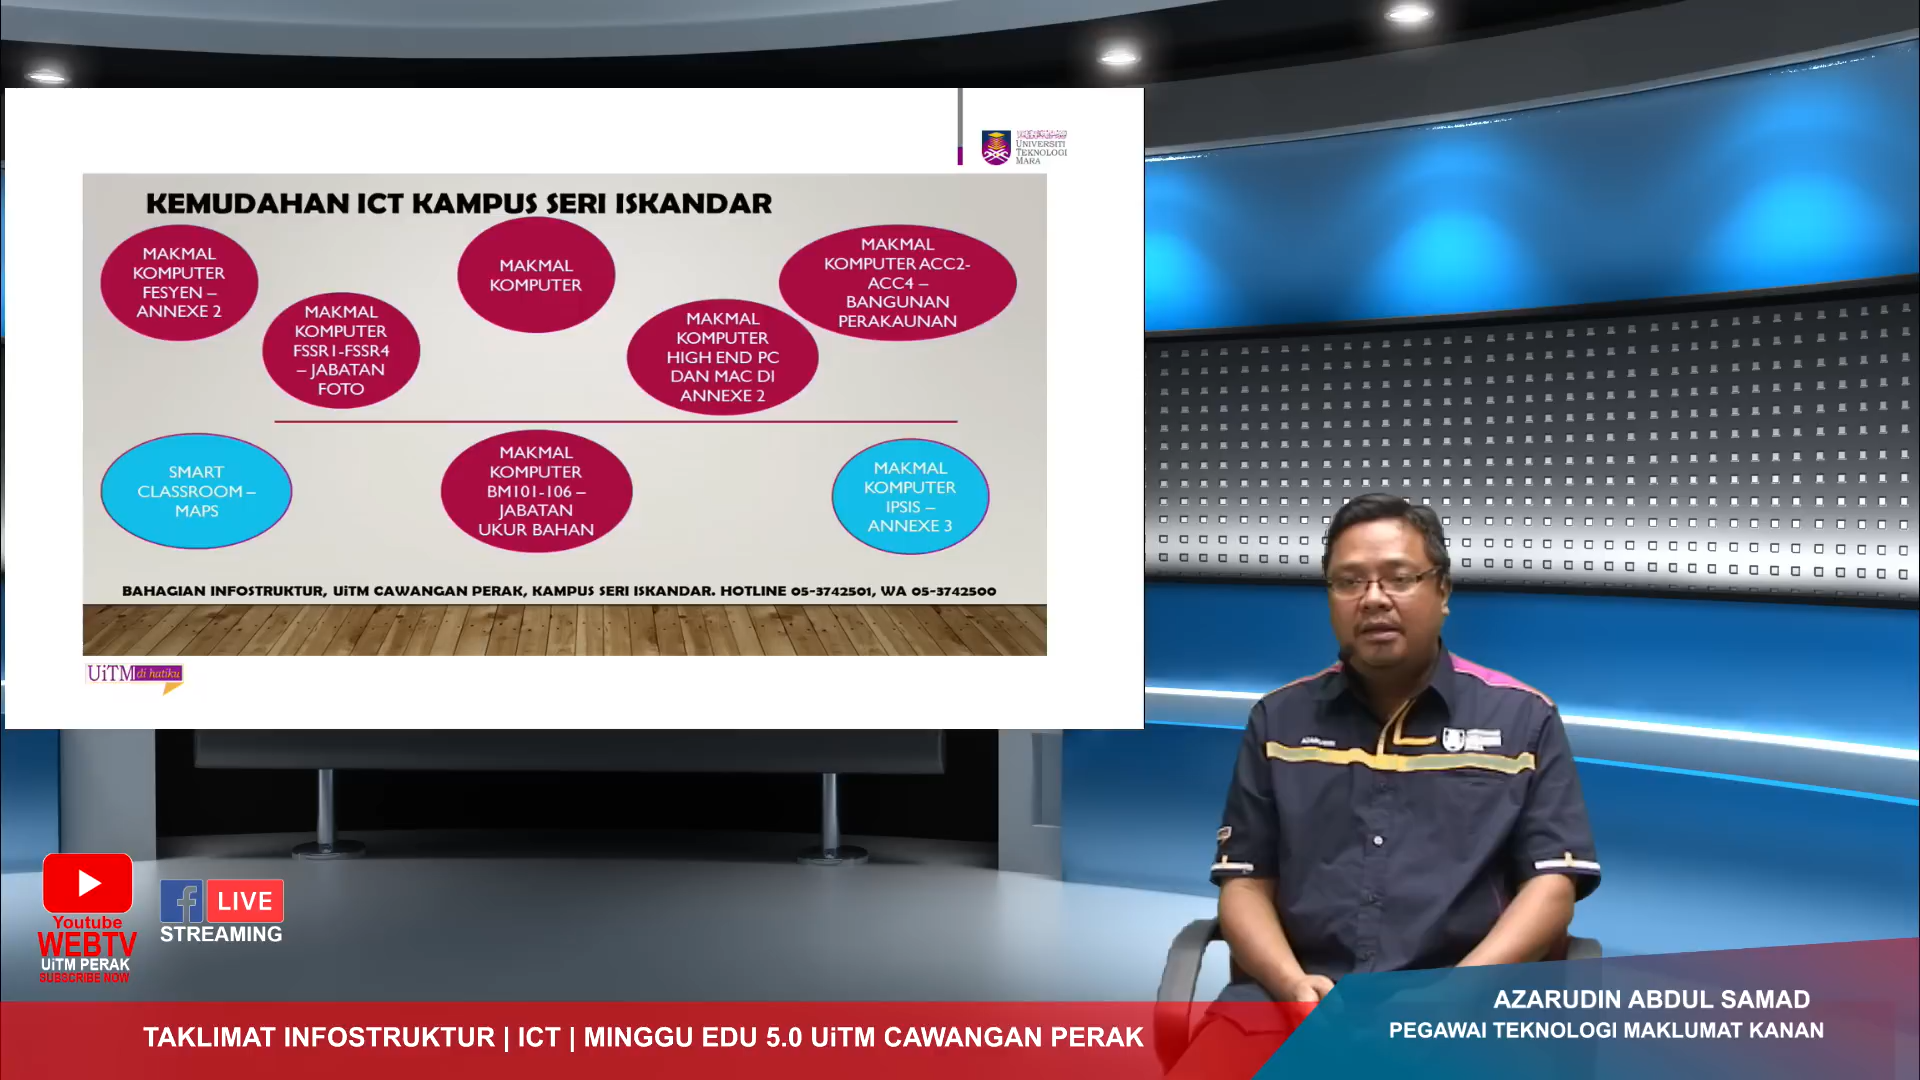 UNIVERSITI
TEKNOLOGI
MARA
KEMUDAHAN ICT KAMPUS SERI ISKANDAR
MAKMAL
KOMPUTER
FESYEN –
ANNEXE 2
MAKMAL
KOMPUTER
FSSR1-FSSR4
– JABATAN
FOTO
MAKMAL
KOMPUTER
MAKMAL
KOMPUTER
HIGH END PC
DAN MAC DI
ANNEXE 2
MAKMAL
KOMPUTER ACC2-
ACC4 –
BANGUNAN
PERAKAUNAN
SMART
CLASSROOM –
MAPS
MAKMAL
KOMPUTER
BM101-106 –
JABATAN
UKUR BAHAN
MAKMAL
KOMPUTER
IPSIS –
ANNEXE 3
BAHAGIAN INFOSTRUKTUR, UiTM CAWANGAN PERAK, KAMPUS SERI ISKANDAR. HOTLINE 05-3742501, WA 05-3742500
UiTM di hatiku
Youtube
WEBTV
UiTM PERAK
SUBSCRIBE NOW
f LIVE
STREAMING
TAKLIMAT INFOSTRUKTUR | ICT | MINGGU EDU 5.0 UiTM CAWANGAN PERAK
AZARUDIN ABDUL SAMAD
PEGAWAI TEKNOLOGI MAKLUMAT KANAN